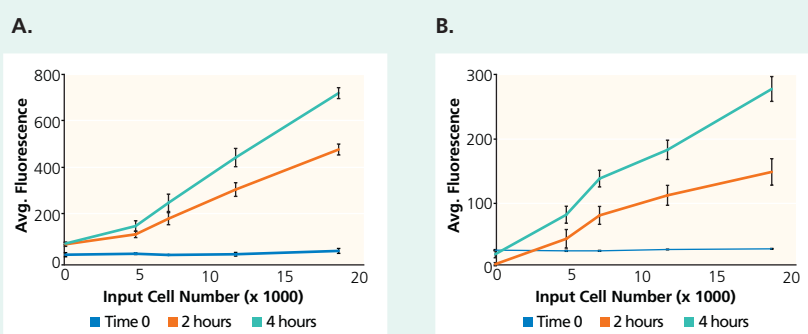 A.
800
600
400
200
0
Avg. Fluorescence
0 5 10 15 20
Input Cell Number (x 1000)
Time 0 2 hours 4 hours
B.
300
200
100
0
Avg. Fluorescence
0 5 10 15 20
Input Cell Number (x 1000)
Time 0 2 hours 4 hours